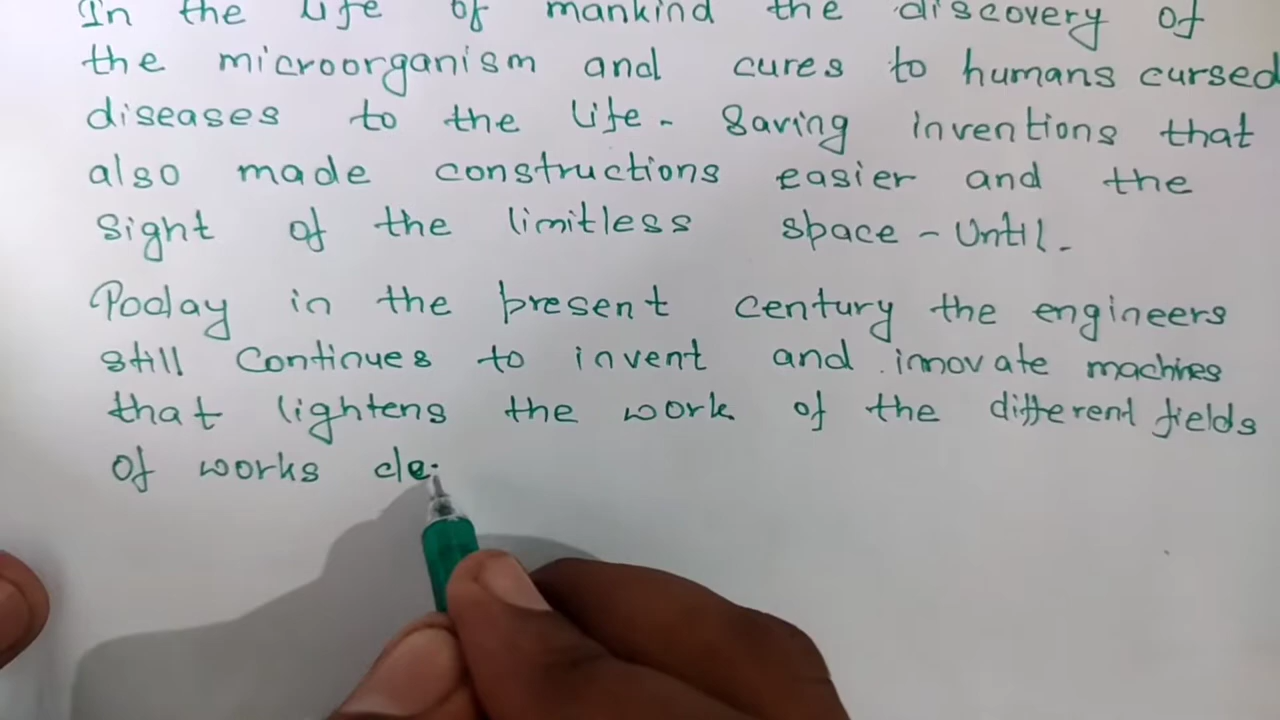 In the life of mankind the discovery of
the microorganism and cures to humans cursed
diseases to the life - Saving inventions that
also made constructions easier and the
Sight of the limitless space - Until -
Poday in the present century the engineers
still Continues to invent and innovate machines
that lightens the work of the different fields
Of works de